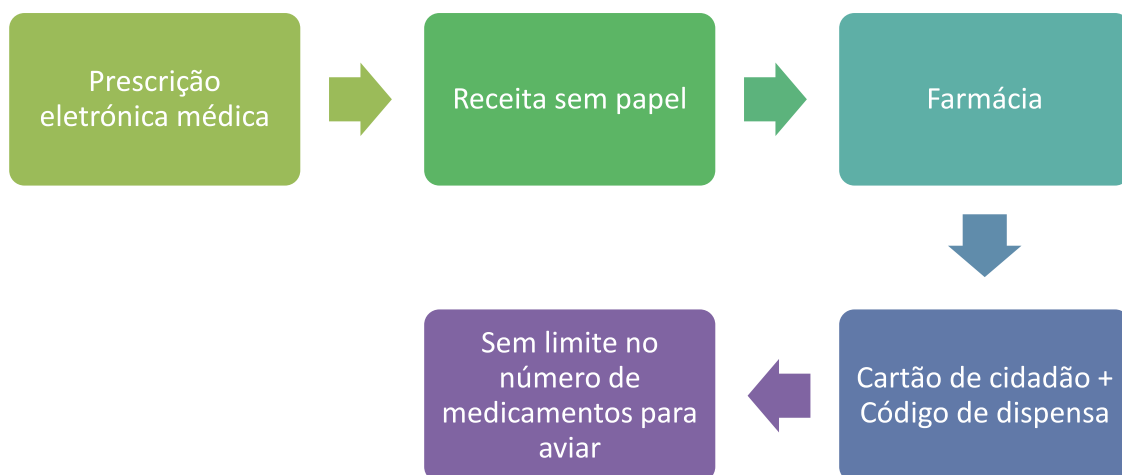 Prescrição
eletrónica médica
Receita sem papel
Farmácia
Cartão de cidadão +
Código de dispensa
Sem limite no
número de
medicamentos para
aviar